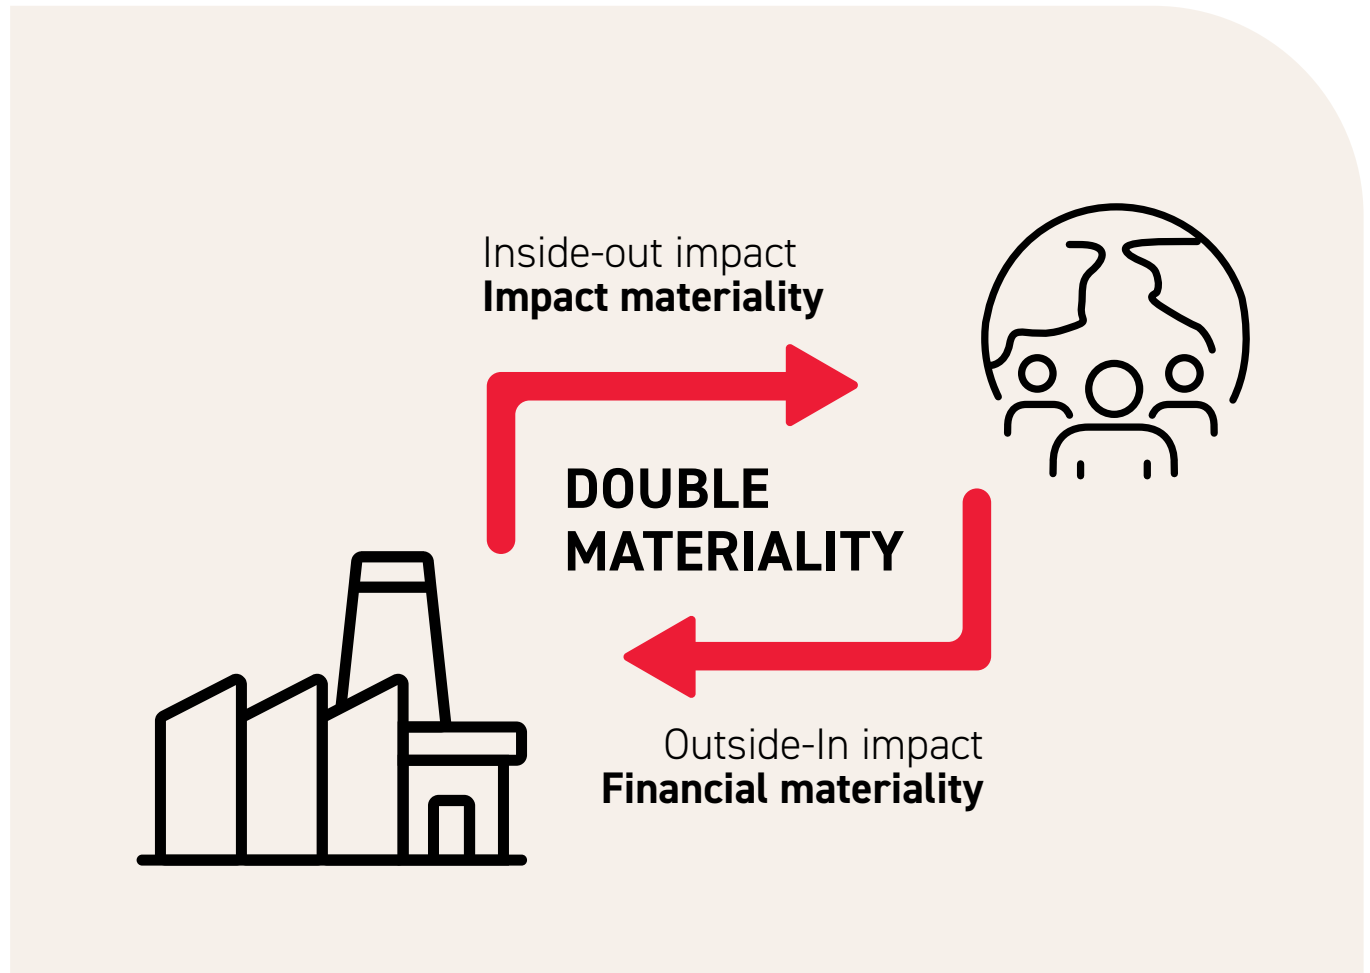 Inside-out impact
Impact materiality
DOUBLE
MATERIALITY
Outside-In impact
Financial materiality